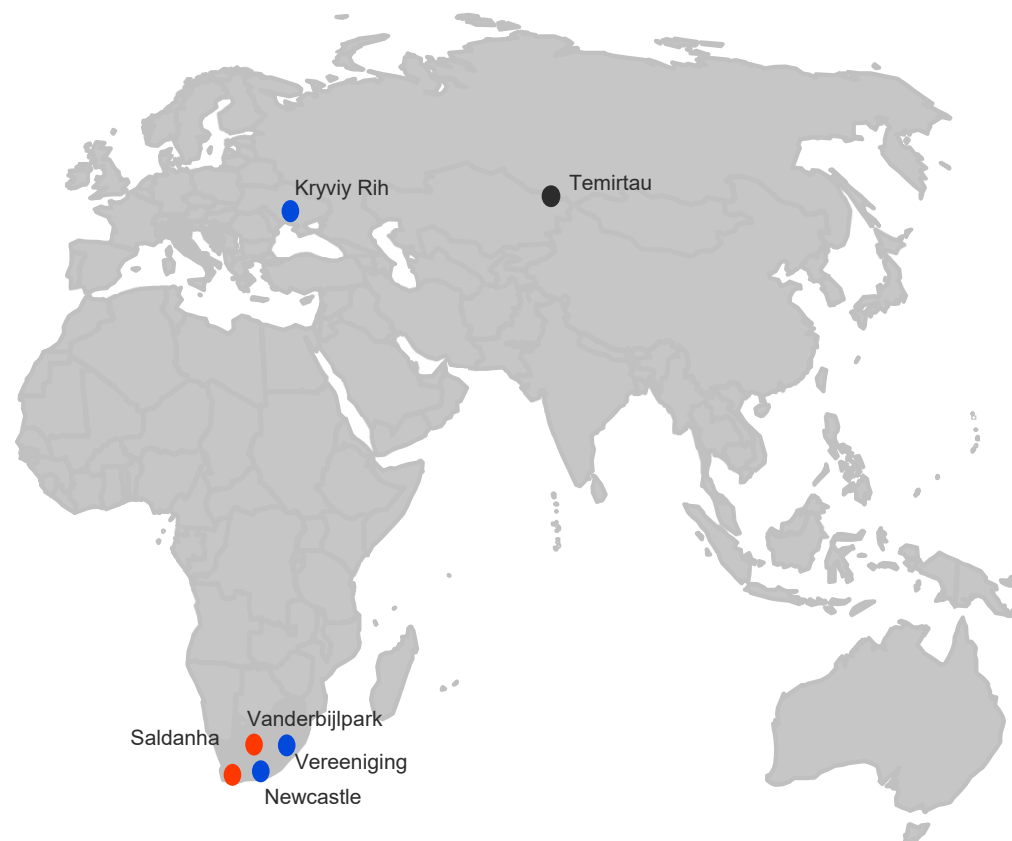 Temirtau
Kryviy Rih
Vanderbijlpark
Saldanha
Vereeniging
Newcastle